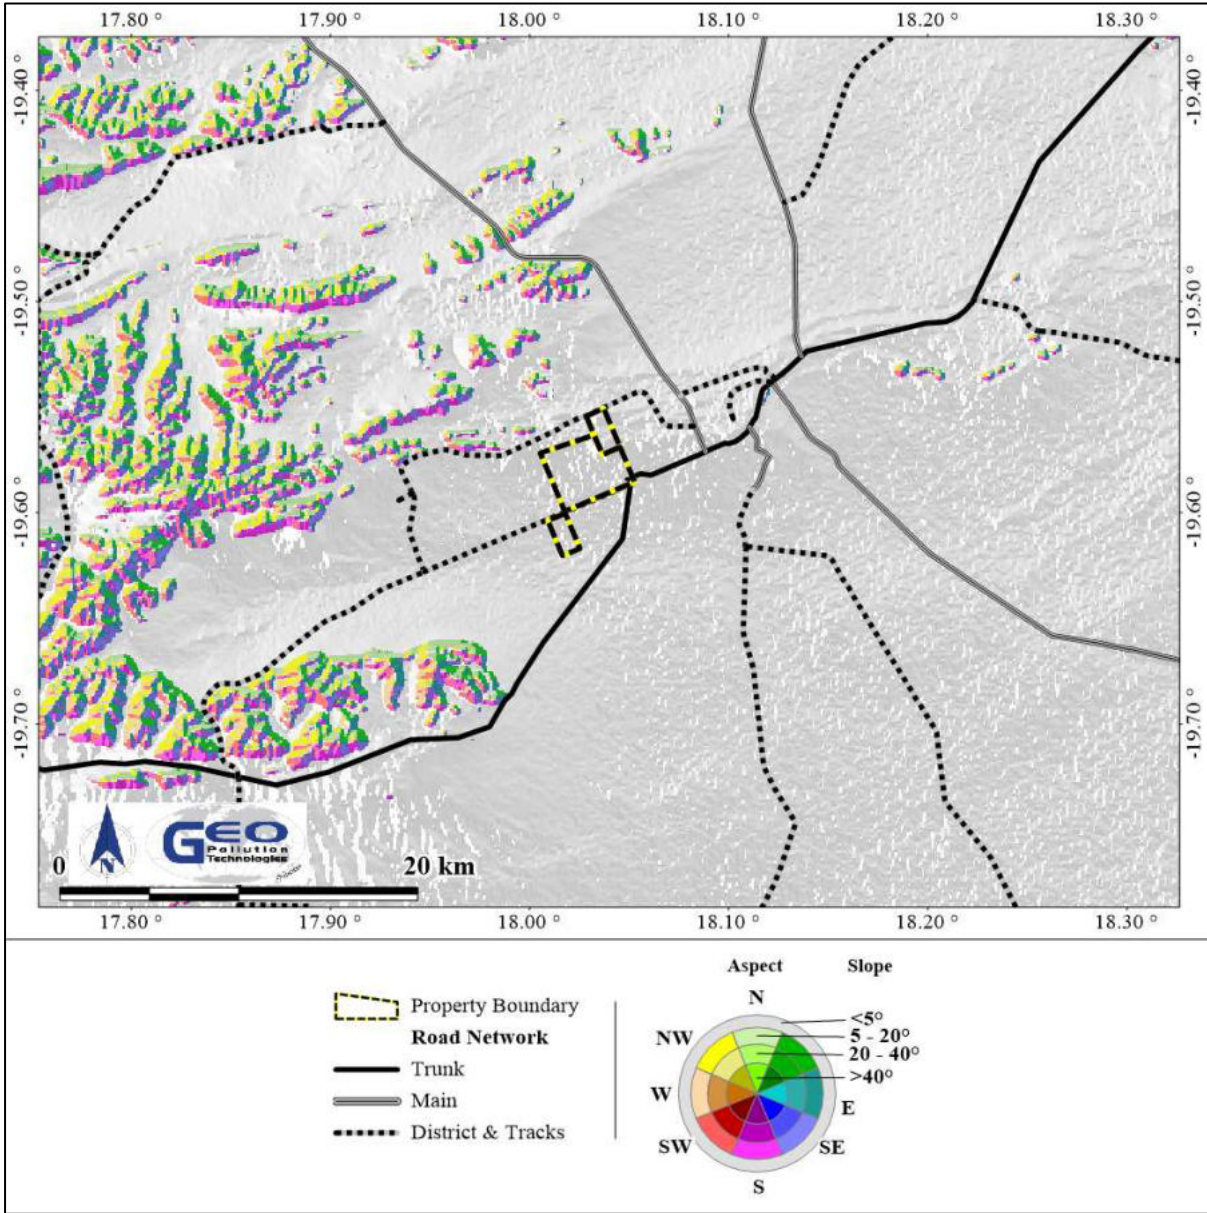 17.80 ° 17.90 ° 18.00 ° 18.10 ° 18.20 ° 18.30 °
-19.40 ° -19.40 °
-19.50 ° -19.50 °
-19.60 ° -19.60 °
-19.70 ° -19.70 °
N
GEO
Pollution
Technologies
0 20 km
17.80 ° 17.90 ° 18.00 ° 18.10 ° 18.20 ° 18.30 °
Property Boundary
Road Network
Trunk
Main
District & Tracks
Aspect Slope
N
<5°
5 - 20°
20 - 40°
>40°
NW
W
SW
S
SE
E